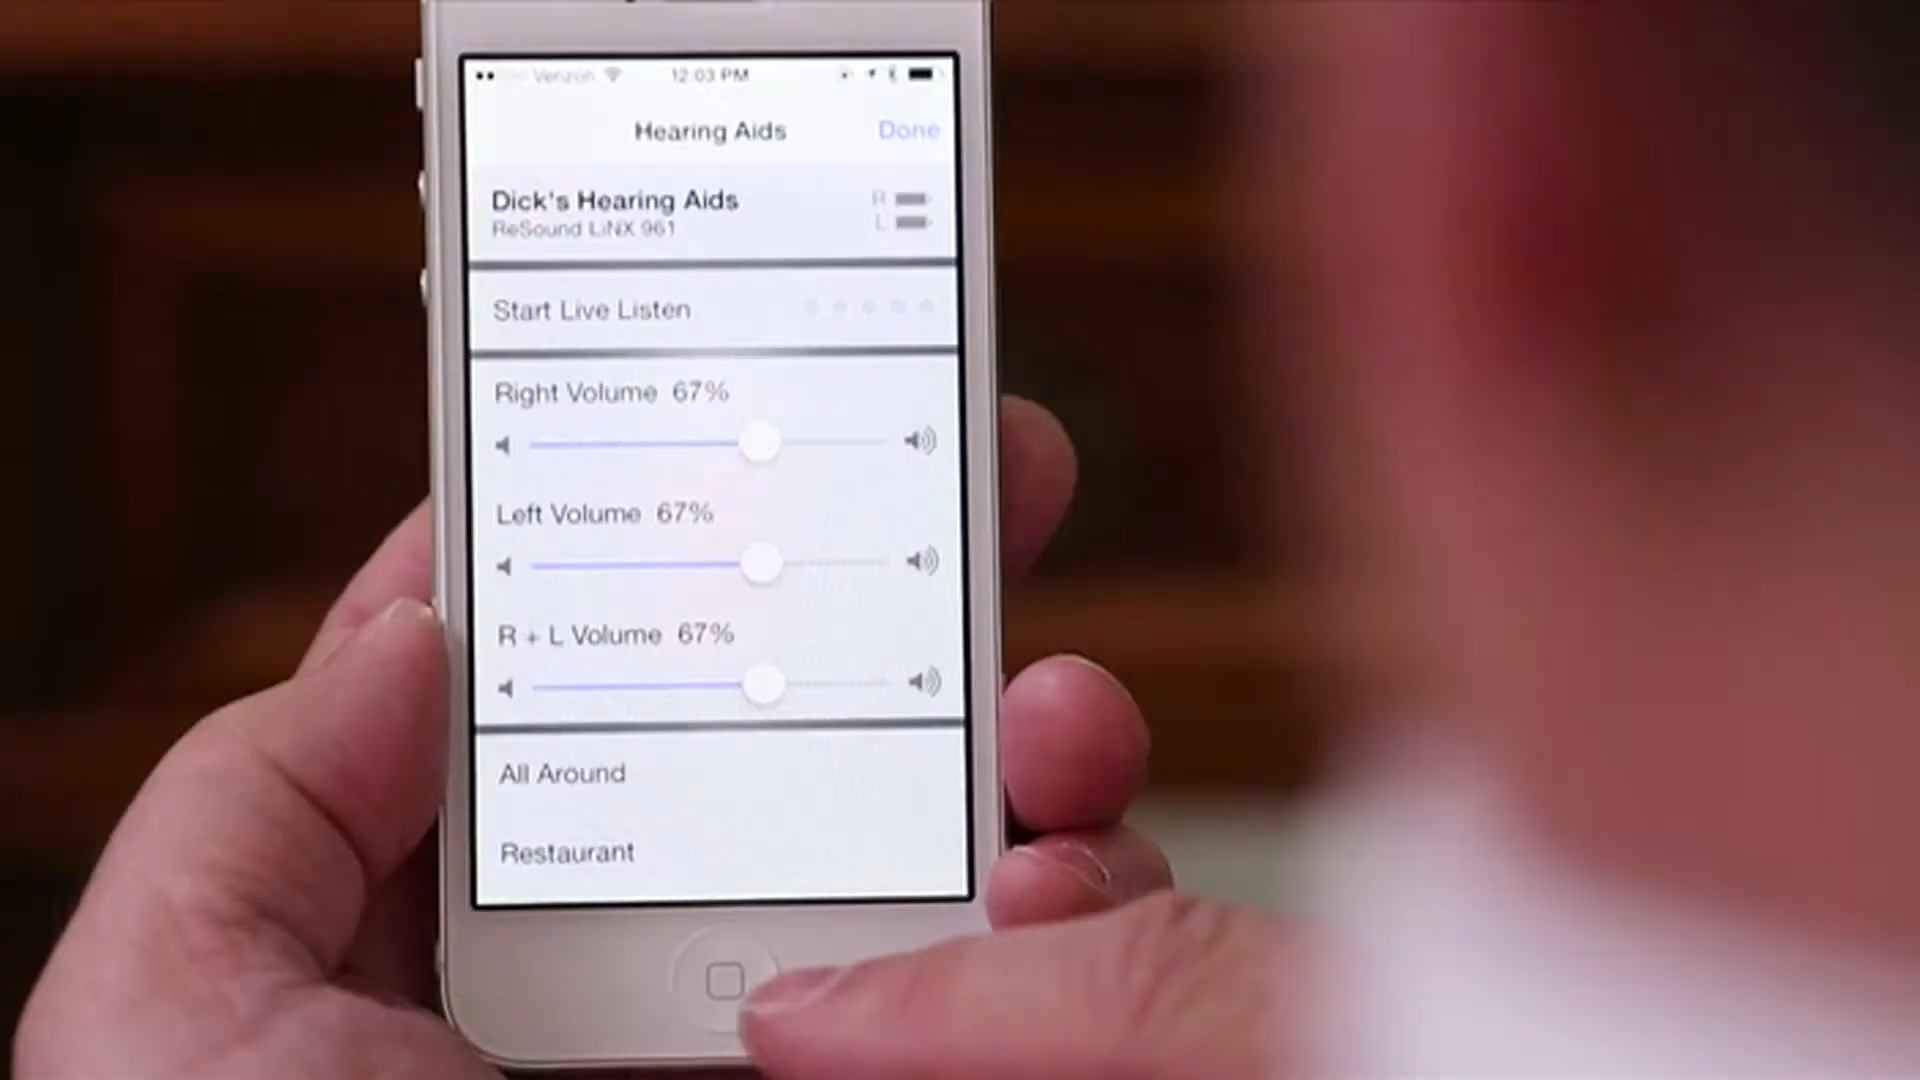 Verizon 12:03 PM
Hearing Aids Done
Dick's Hearing Aids R
ReSound LiNX 961 L
Start Live Listen
Right Volume 67%
Left Volume 67%
R + L Volume 67%
All Around
Restaurant